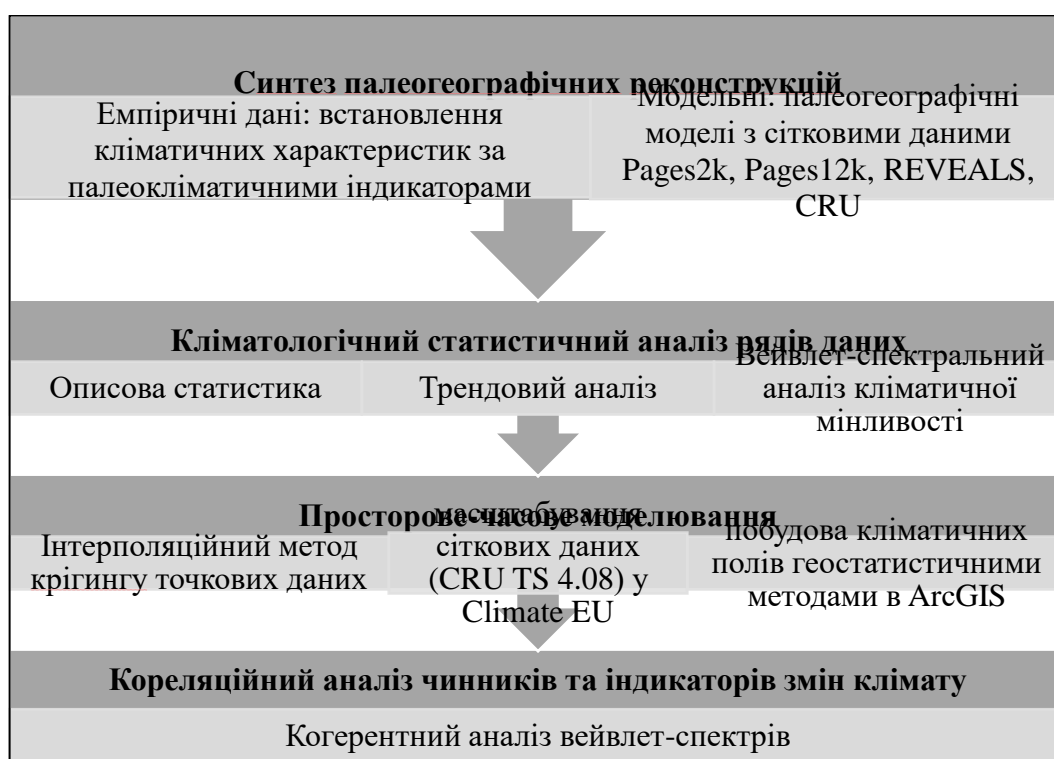 Синтез палеогеографічних реконструкцій
Емпіричні дані: встановлення
кліматичних характеристик за
палеокліматичними індикаторами
Модельні: палеогеографічні
моделі з сітковими даними
Pages2k, Pages12k, REVEALS,
CRU
Кліматологічний статистичний аналіз рядів даних
Описова статистика
Трендовий аналіз
Вейвлет-спектральний
аналіз кліматичної
мінливості
Просторове-часове моделювання
Інтерполяційний метод
крігингу точкових даних
масштабування
сіткових даних
(CRU TS 4.08) у
Climate EU
побудова кліматичних
полів геостатистичними
методами в ArcGIS
Кореляційний аналіз чинників та індикаторів змін клімату
Когерентний аналіз вейвлет-спектрів